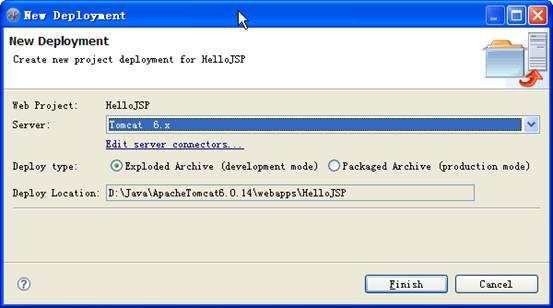 New Deployment
New Deployment
Create new project deployment for HelloJSP
Web Project: HelloJSP
Server: Tomcat 6.x
Edit server connectors...
Deploy type: Exploded Archive (development mode) Packaged Archive (production mode)
Deploy Location: D:\Java\ApacheTomcat6.0.14\webapps\HelloJSP
? Finish Cancel